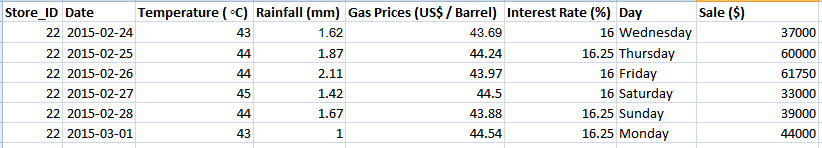 Store_ID Date Temperature ( °C) Rainfall (mm) Gas Prices (US$ / Barrel) Interest Rate (%) Day Sale ($)
22 2015-02-24 43 1.62 43.69 16 Wednesday 37000
22 2015-02-25 44 1.87 44.24 16.25 Thursday 60000
22 2015-02-26 44 2.11 43.97 16 Friday 61750
22 2015-02-27 45 1.42 44.5 16 Saturday 33000
22 2015-02-28 44 1.67 43.88 16.25 Sunday 39000
22 2015-03-01 43 1 44.54 16.25 Monday 44000